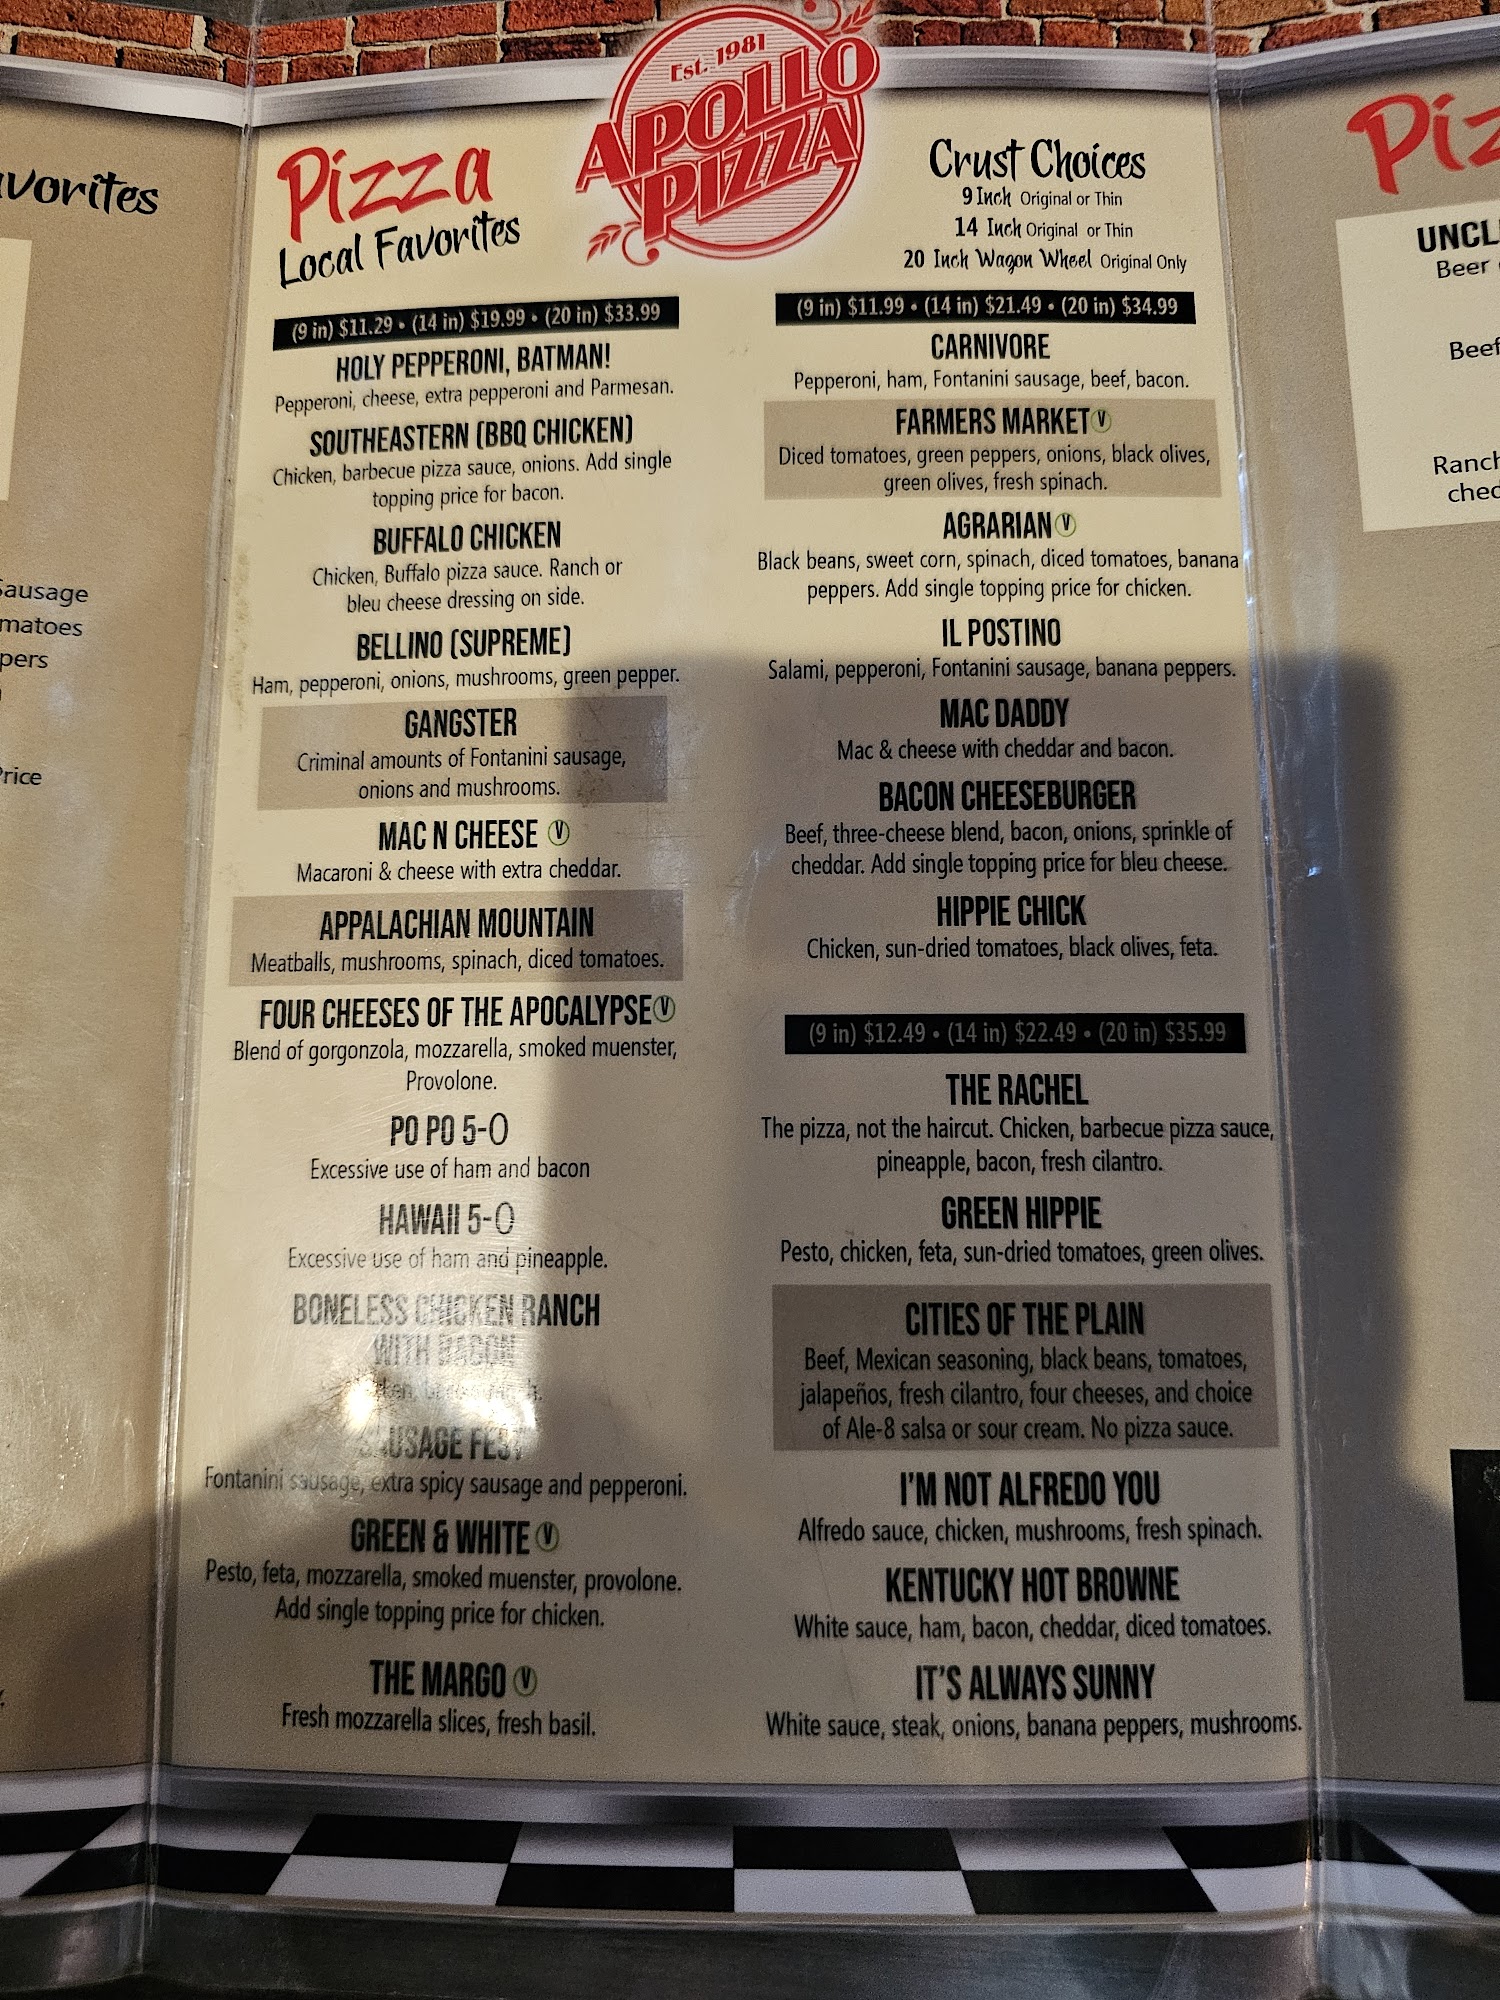 Est. 1981
APOLLO
PIZZA
Pizza
Local Favorites
(9 in) $11.29 • (14 in) $19.99 • (20 in) $33.99
HOLY PEPPERONI, BATMAN!
Pepperoni, cheese, extra pepperoni and Parmesan.
SOUTHEASTERN (BBQ CHICKEN)
Chicken, barbecue pizza sauce, onions. Add single
topping price for bacon.
BUFFALO CHICKEN
Chicken, Buffalo pizza sauce. Ranch or
bleu cheese dressing on side.
BELLINO (SUPREME)
Ham, pepperoni, onions, mushrooms, green pepper.
GANGSTER
Criminal amounts of Fontanini sausage,
onions and mushrooms.
MAC N CHEESE V
Macaroni & cheese with extra cheddar.
APPALACHIAN MOUNTAIN
Meatballs, mushrooms, spinach, diced tomatoes.
FOUR CHEESES OF THE APOCALYPSE V
Blend of gorgonzola, mozzarella, smoked muenster,
Provolone.
PO PO 5-O
Excessive use of ham and bacon
HAWAII 5-O
Excessive use of ham and pineapple.
BONELESS CHICKEN RANCH
WITH BACON
SAUSAGE FEST
Fontanini sausage, extra spicy sausage and pepperoni.
GREEN & WHITE V
Pesto, feta, mozzarella, smoked muenster, provolone.
Add single topping price for chicken.
THE MARGO V
Fresh mozzarella slices, fresh basil.
Crust Choices
9 Inch Original or Thin
14 Inch Original or Thin
20 Inch Wagon Wheel Original Only
(9 in) $11.99 • (14 in) $21.49 • (20 in) $34.99
CARNIVORE
Pepperoni, ham, Fontanini sausage, beef, bacon.
FARMERS MARKET V
Diced tomatoes, green peppers, onions, black olives,
green olives, fresh spinach.
AGRARIAN V
Black beans, sweet corn, spinach, diced tomatoes, banana
peppers. Add single topping price for chicken.
IL POSTINO
Salami, pepperoni, Fontanini sausage, banana peppers.
MAC DADDY
Mac & cheese with cheddar and bacon.
BACON CHEESEBURGER
Beef, three-cheese blend, bacon, onions, sprinkle of
cheddar. Add single topping price for bleu cheese.
HIPPIE CHICK
Chicken, sun-dried tomatoes, black olives, feta.
(9 in) $12.49 • (14 in) $22.49 • (20 in) $35.99
THE RACHEL
The pizza, not the haircut. Chicken, barbecue pizza sauce,
pineapple, bacon, fresh cilantro.
GREEN HIPPIE
Pesto, chicken, feta, sun-dried tomatoes, green olives.
CITIES OF THE PLAIN
Beef, Mexican seasoning, black beans, tomatoes,
jalapeños, fresh cilantro, four cheeses, and choice
of Ale-8 salsa or sour cream. No pizza sauce.
I'M NOT ALFREDO YOU
Alfredo sauce, chicken, mushrooms, fresh spinach.
KENTUCKY HOT BROWNE
White sauce, ham, bacon, cheddar, diced tomatoes.
IT'S ALWAYS SUNNY
White sauce, steak, onions, banana peppers, mushrooms.
Beer
Beef